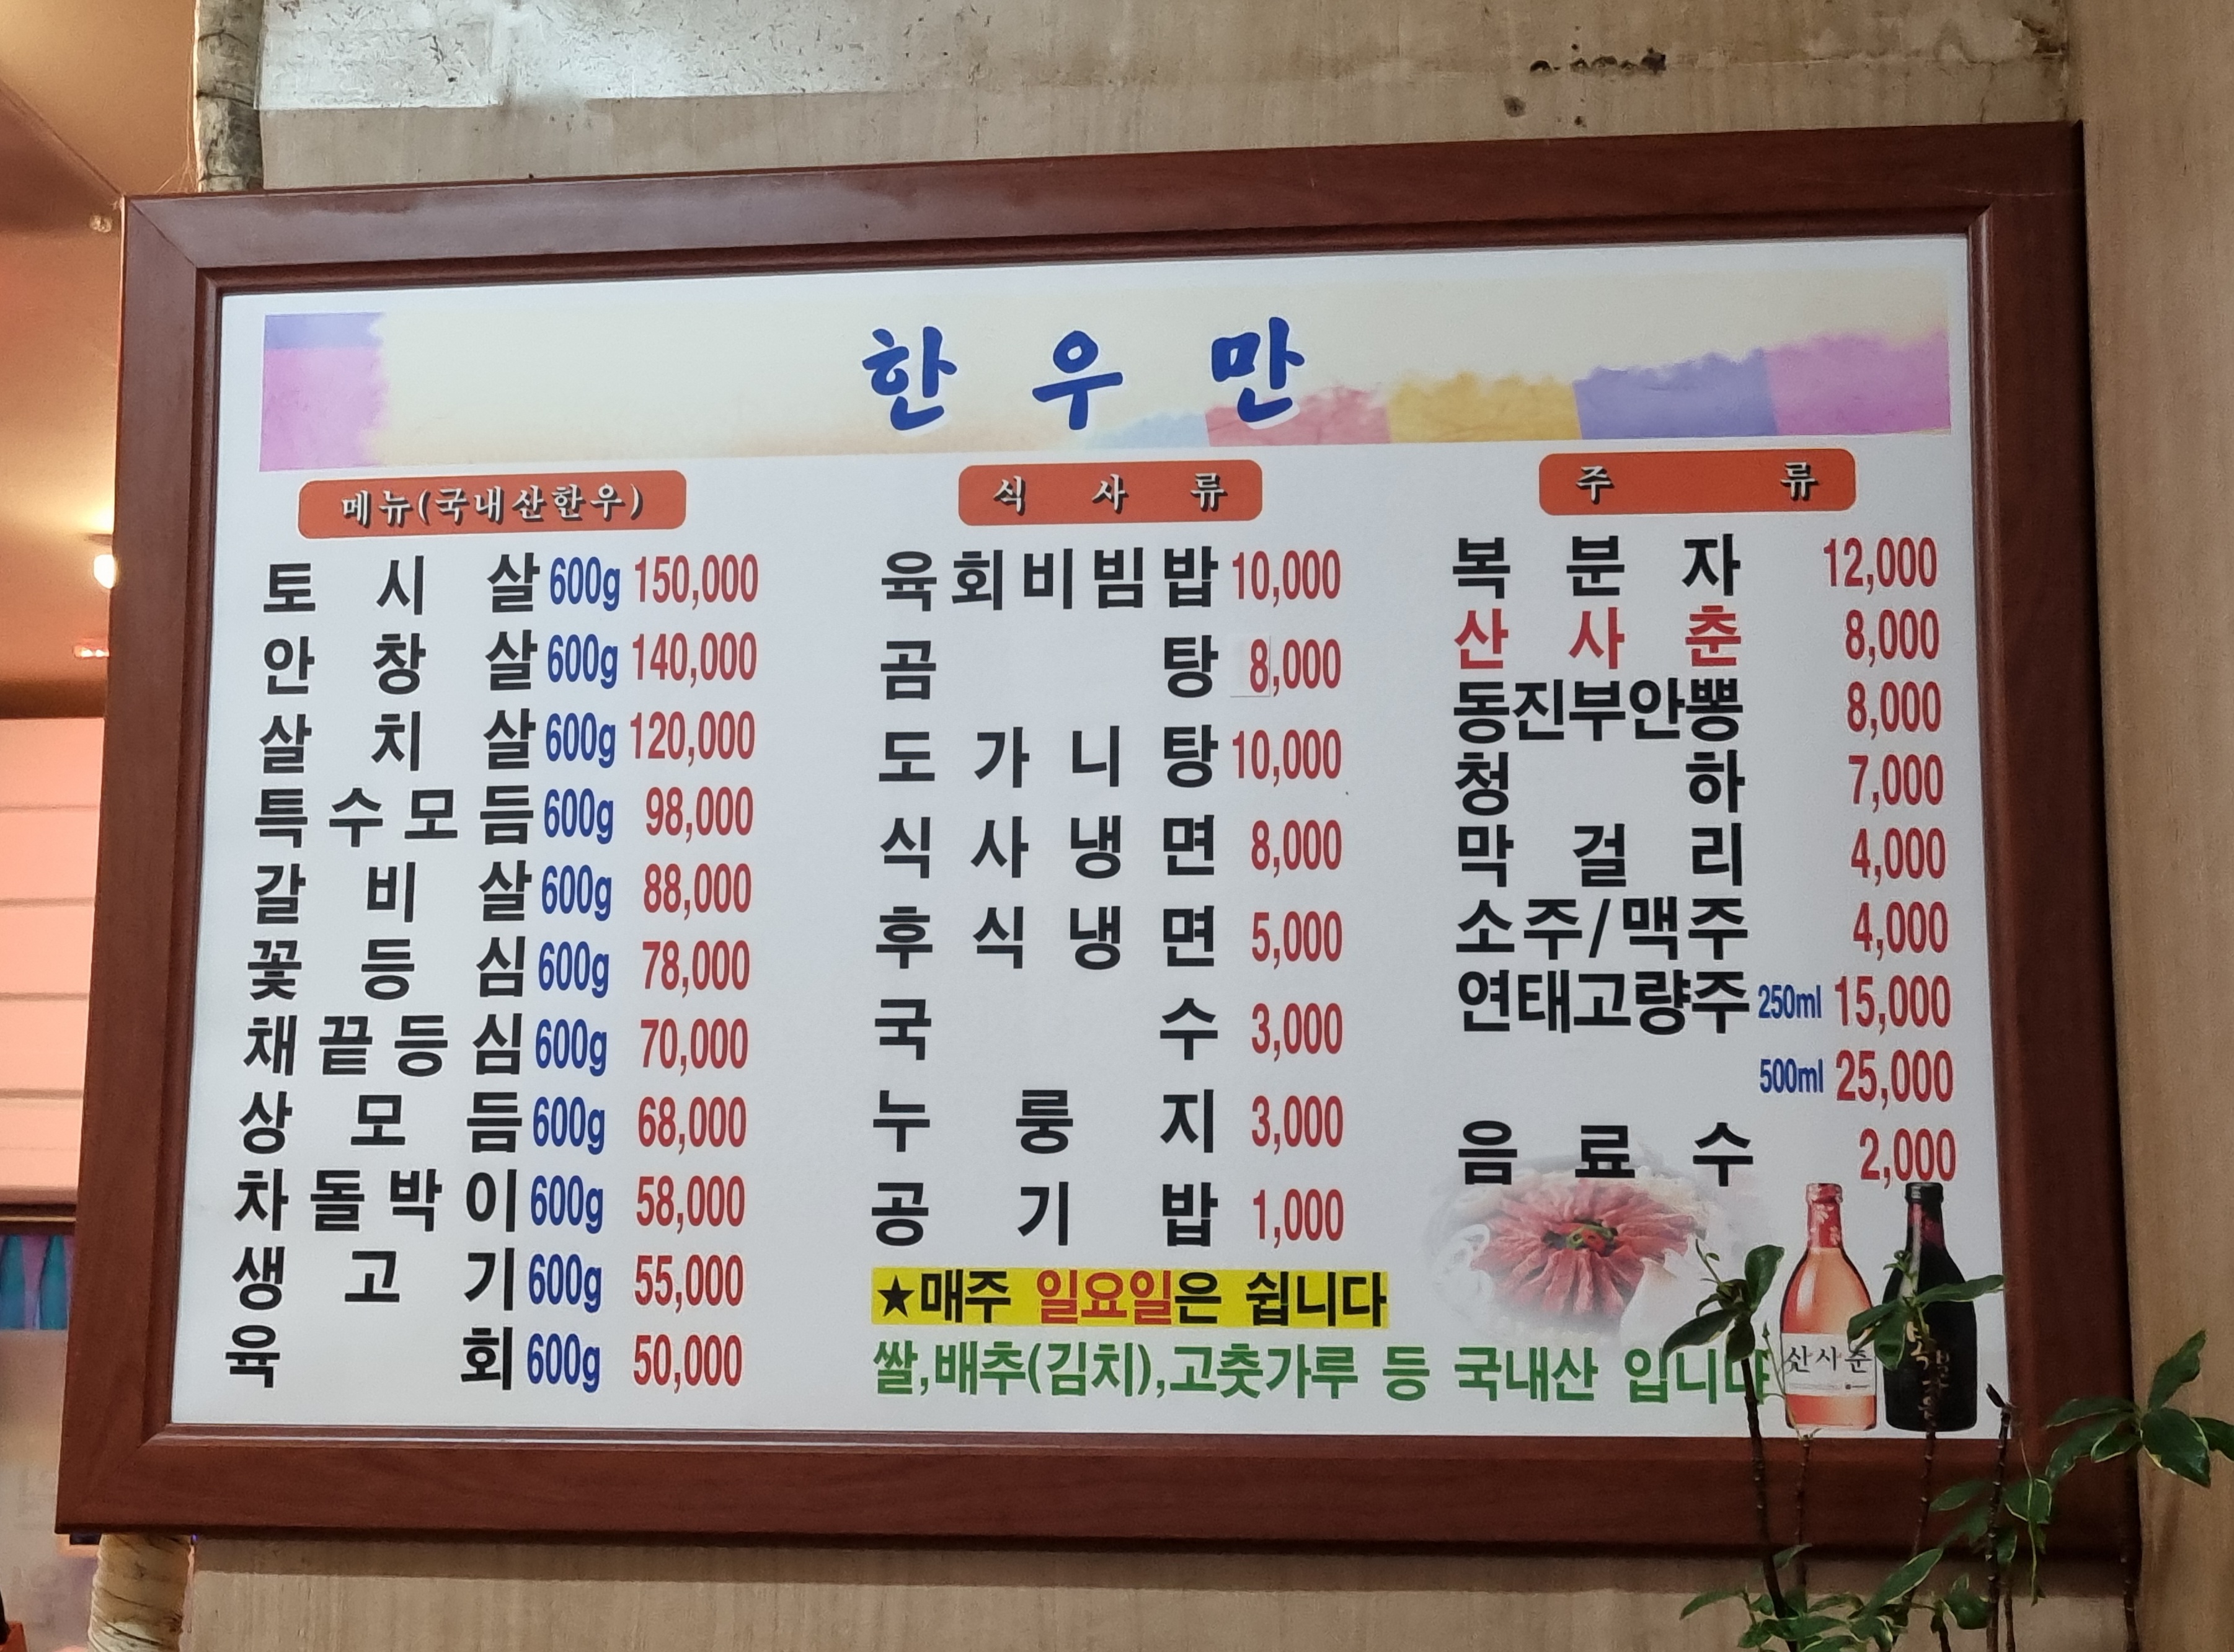 한우만
메뉴(국내산한우)
토시살 600g 150,000
안창살 600g 140,000
살치살 600g 120,000
특수모듬 600g 98,000
갈비살 600g 88,000
꽃등심 600g 78,000
채끝등심 600g 70,000
상모듬 600g 68,000
차돌박이 600g 58,000
생고기 600g 55,000
육회 600g 50,000
식사류
육회비빔밥 10,000
곰탕 8,000
도가니탕 10,000
식사냉면 8,000
후식냉면 5,000
국수 3,000
누룽지 3,000
공기밥 1,000
★매주 일요일은 쉽니다
쌀,배추(김치),고춧가루 등 국내산 입니다
주류
복분자 12,000
산사춘 8,000
동진부안뽕 8,000
청하 7,000
막걸리 4,000
소주/맥주 4,000
연태고량주 250ml 15,000
500ml 25,000
음료수 2,000
산사춘